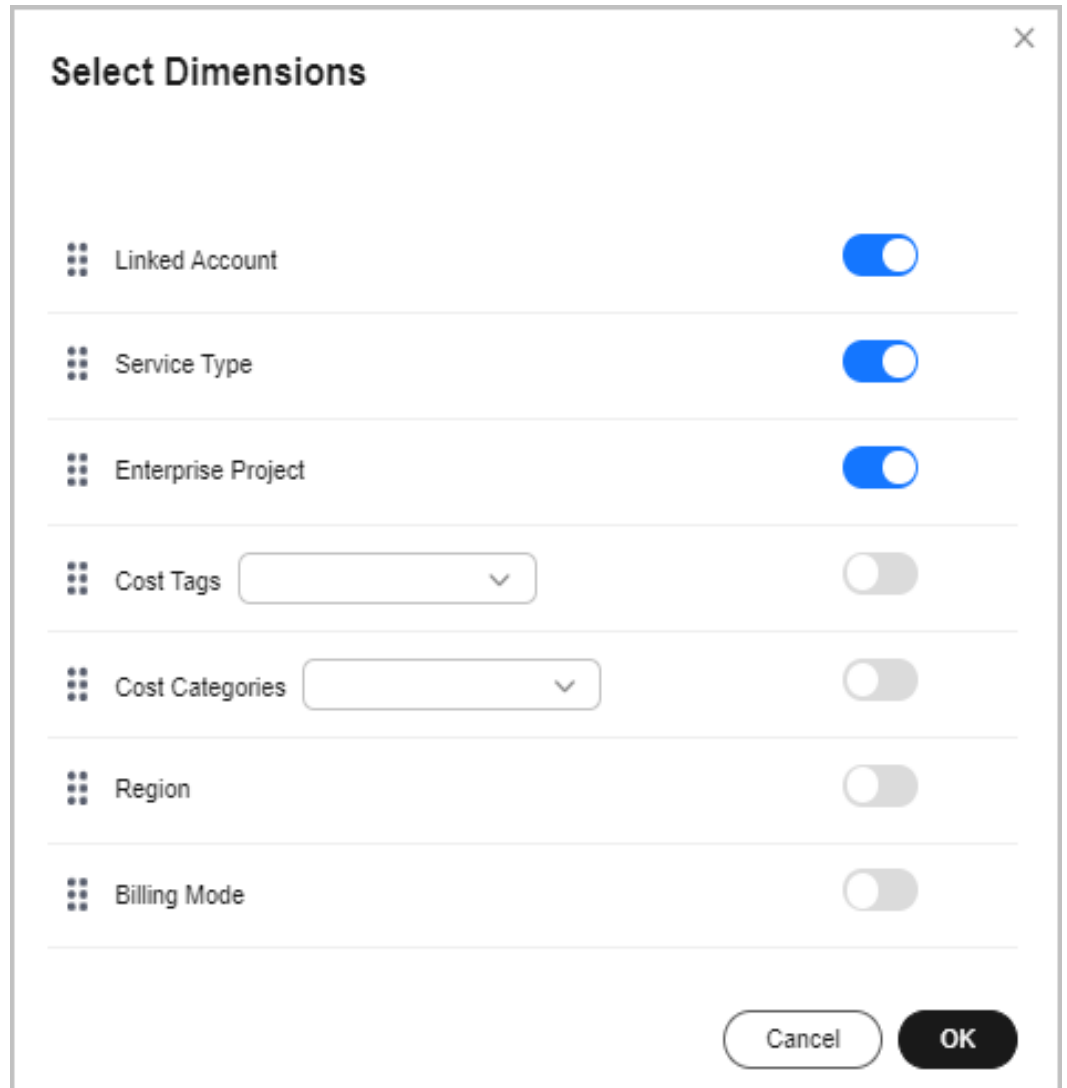 Select Dimensions
Linked Account
Service Type
Enterprise Project
Cost Tags
Cost Categories
Region
Billing Mode
Cancel OK